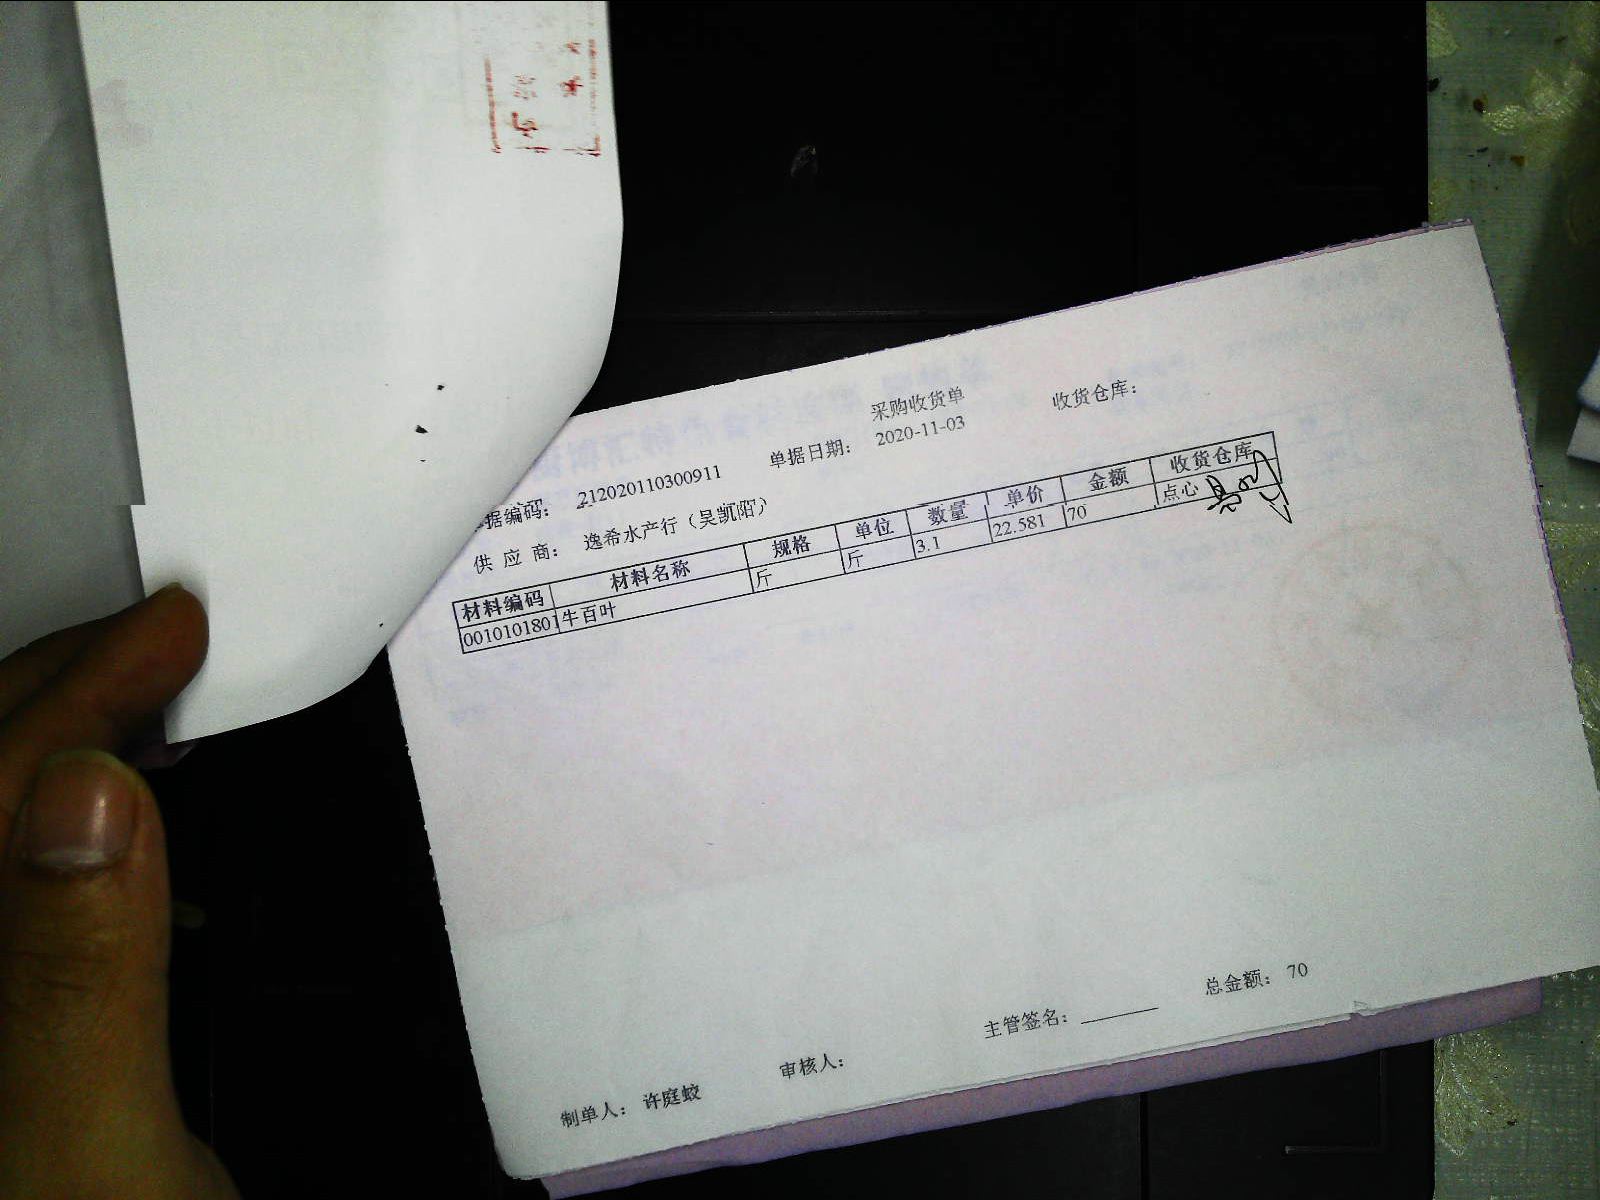 采购收货单
据编码： 212020110300911 单据日期： 2020-11-03 收货仓库：
供 应 商： 逸希水产行（吴凯阳）
材料编码 材料名称 规格 单位 数量 单价 金额 收货仓库
0010101801 牛百叶 斤 斤 3.1 22.581 70 点心
总金额： 70
主管签名：
审核人：
制单人： 许庭蛟